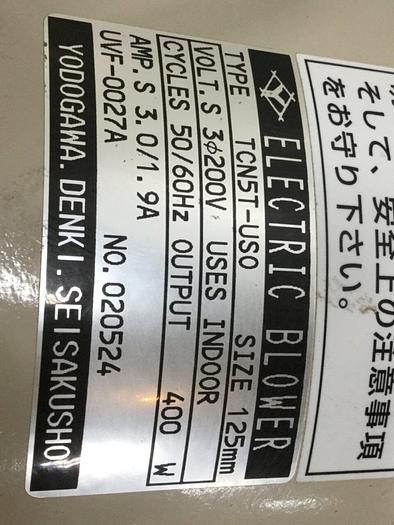 ELECTRIC BLOWER
TYPE TCN5T-USO SIZE 125mm
VOLT.S 3φ200V USES INDOOR
CYCLES 50/60Hz OUTPUT 400 W
AMP.S 3.0/1.9A
UVF-0027A NO. 020524
YODOGAWA.DENKI.SEISAKUSHO
そして、安全上の注意事項
をお守り下さい。